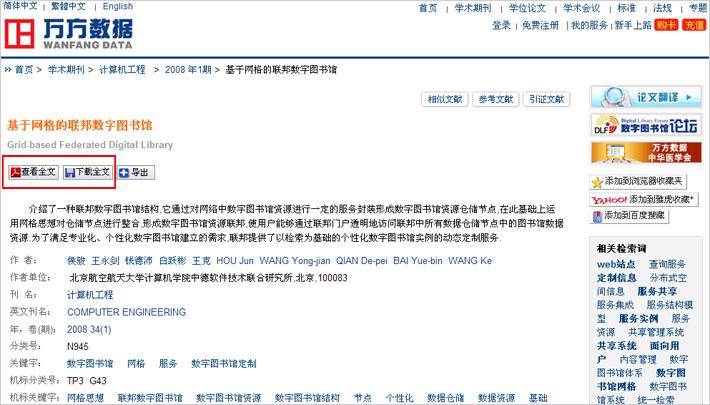 简体中文 | 繁體中文 | English
首页 | 学术期刊 | 学位论文 | 学术会议 | 标准 | 法规 | 专题
登录 | 免费注册 | 我的服务 | 新手上路 购卡 充值
万方数据
WANFANG DATA
首页 > 学术期刊 > 计算机工程 > 2008 年1期 > 基于网格的联邦数字图书馆
相似文献 参考文献 引证文献
基于网格的联邦数字图书馆
Grid-based Federated Digital Library
查看全文 下载全文 导出
介绍了一种联邦数字图书馆结构,它通过对网络中数字图书馆资源进行一定的服务封装形成数字图书馆资源仓储节点,在此基础上运
用网格思想对仓储节点进行整合,形成数字图书馆资源联邦,使用户能够通过联邦门户透明地访问联邦中所有数据仓储节点中的图书馆数据
资源.为了满足专业化、个性化数字图书馆建立的需求,联邦提供了以检索为基础的个性化数字图书馆实例的动态定制服务.
作 者: 侯骏 王永剑 钱德沛 白跃彬 王克 HOU Jun WANG Yong-jian QIAN De-pei BAI Yue-bin WANG Ke
作者单位: 北京航空航天大学计算机学院中德软件技术联合研究所,北京,100083
刊 名: 计算机工程
英文刊名: COMPUTER ENGINEERING
年，卷(期): 2008 34(1)
分类号: N945
关键字: 数字图书馆 网格 服务 数字图书馆定制
机标分类号: TP3 G43
机标关键字: 网格思想 联邦数字图书馆 数字图书馆资源 数字图书馆结构 节点 个性化 数据仓储 数据资源 基础
论文翻译
DLF Digital Library Forum
数字图书馆论坛
万方数据
中华医学会
添加到浏览器收藏夹
YAHOO! 添加到雅虎收藏+
添加到百度搜藏
相关检索词
web站点 查询服务
定制信息 分布式空
间信息 服务共享
服务集成 服务结构模
型 服务实例 服务
资源 共享管理系统
共享系统 面向用
户 内容管理 数字
图书馆体系 数字图
书馆网格 数字图书
馆系统 统一检索